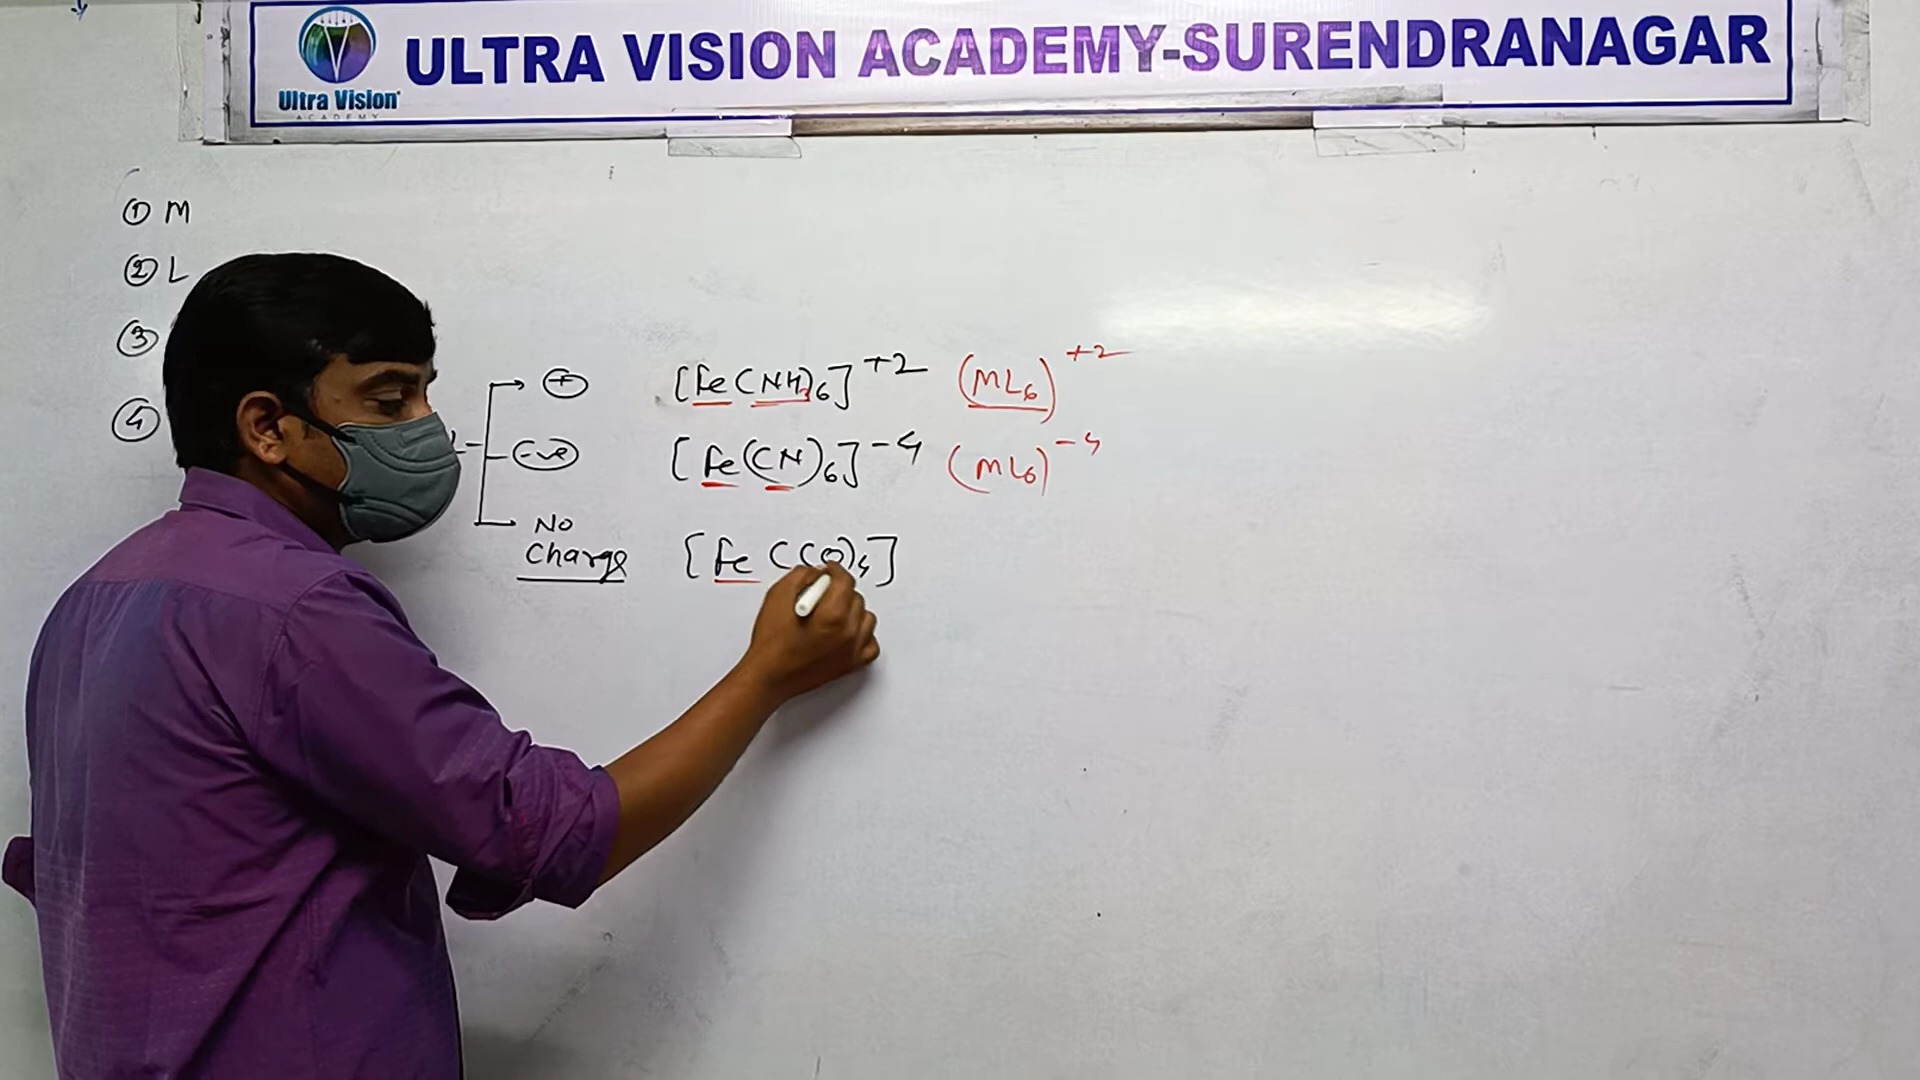 ULTRA VISION ACADEMY-SURENDRANAGAR
Ultra Vision
ACADEMY
① M
② L
③
④
+ [Fe(NH₃)₆]⁺² (ML₆)⁺²
-ve [Fe(CN)₆]⁻⁴ (ML₆)⁻⁴
No
Charge [Fe(CO)₅]